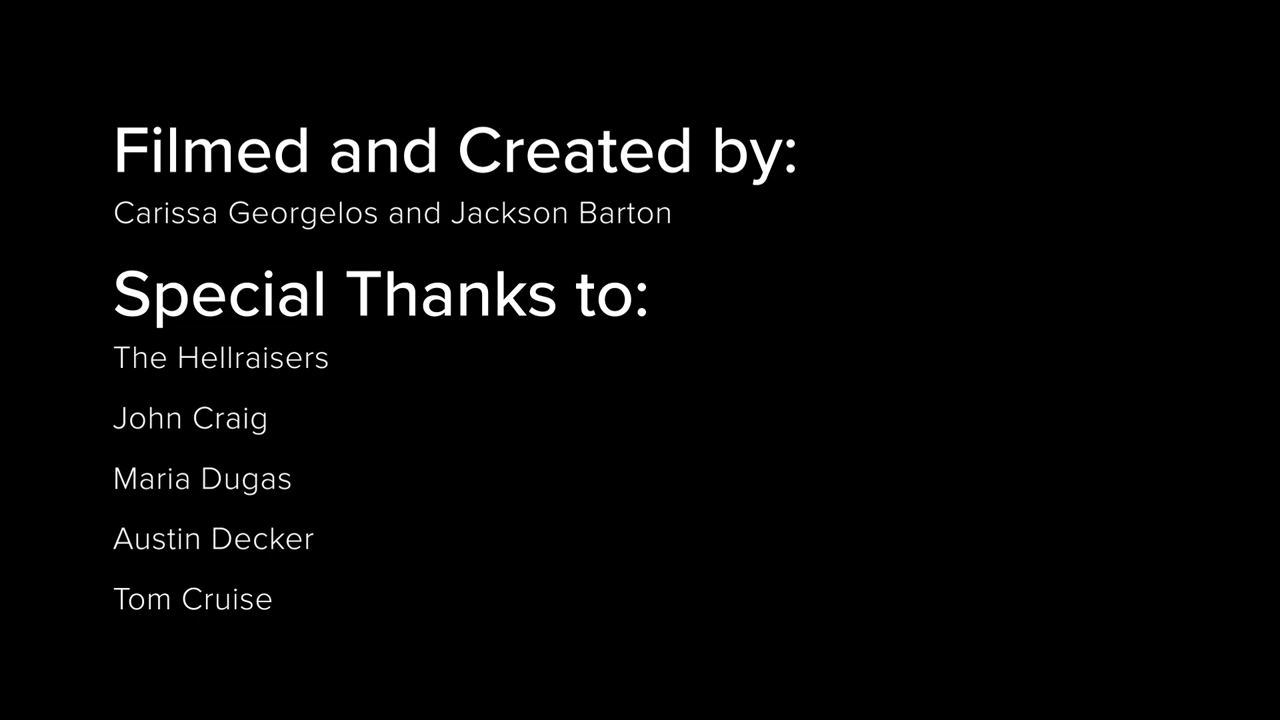 Filmed and Created by:
Carissa Georgelos and Jackson Barton
Special Thanks to:
The Hellraisers
John Craig
Maria Dugas
Austin Decker
Tom Cruise